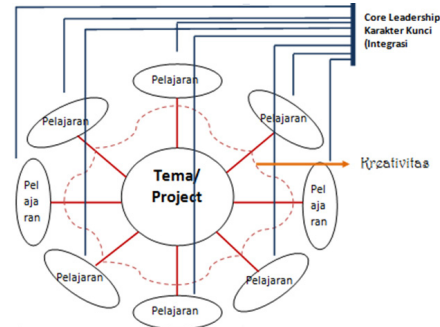 Core Leadership
Karakter Kunci
(Integrasi
Pelajaran
Pelajaran
Pelajaran
Kreativitas
Tema/
Project
Pel
aja
ran
Pel
aja
ran
Pelajaran
Pelajaran
Pelajaran